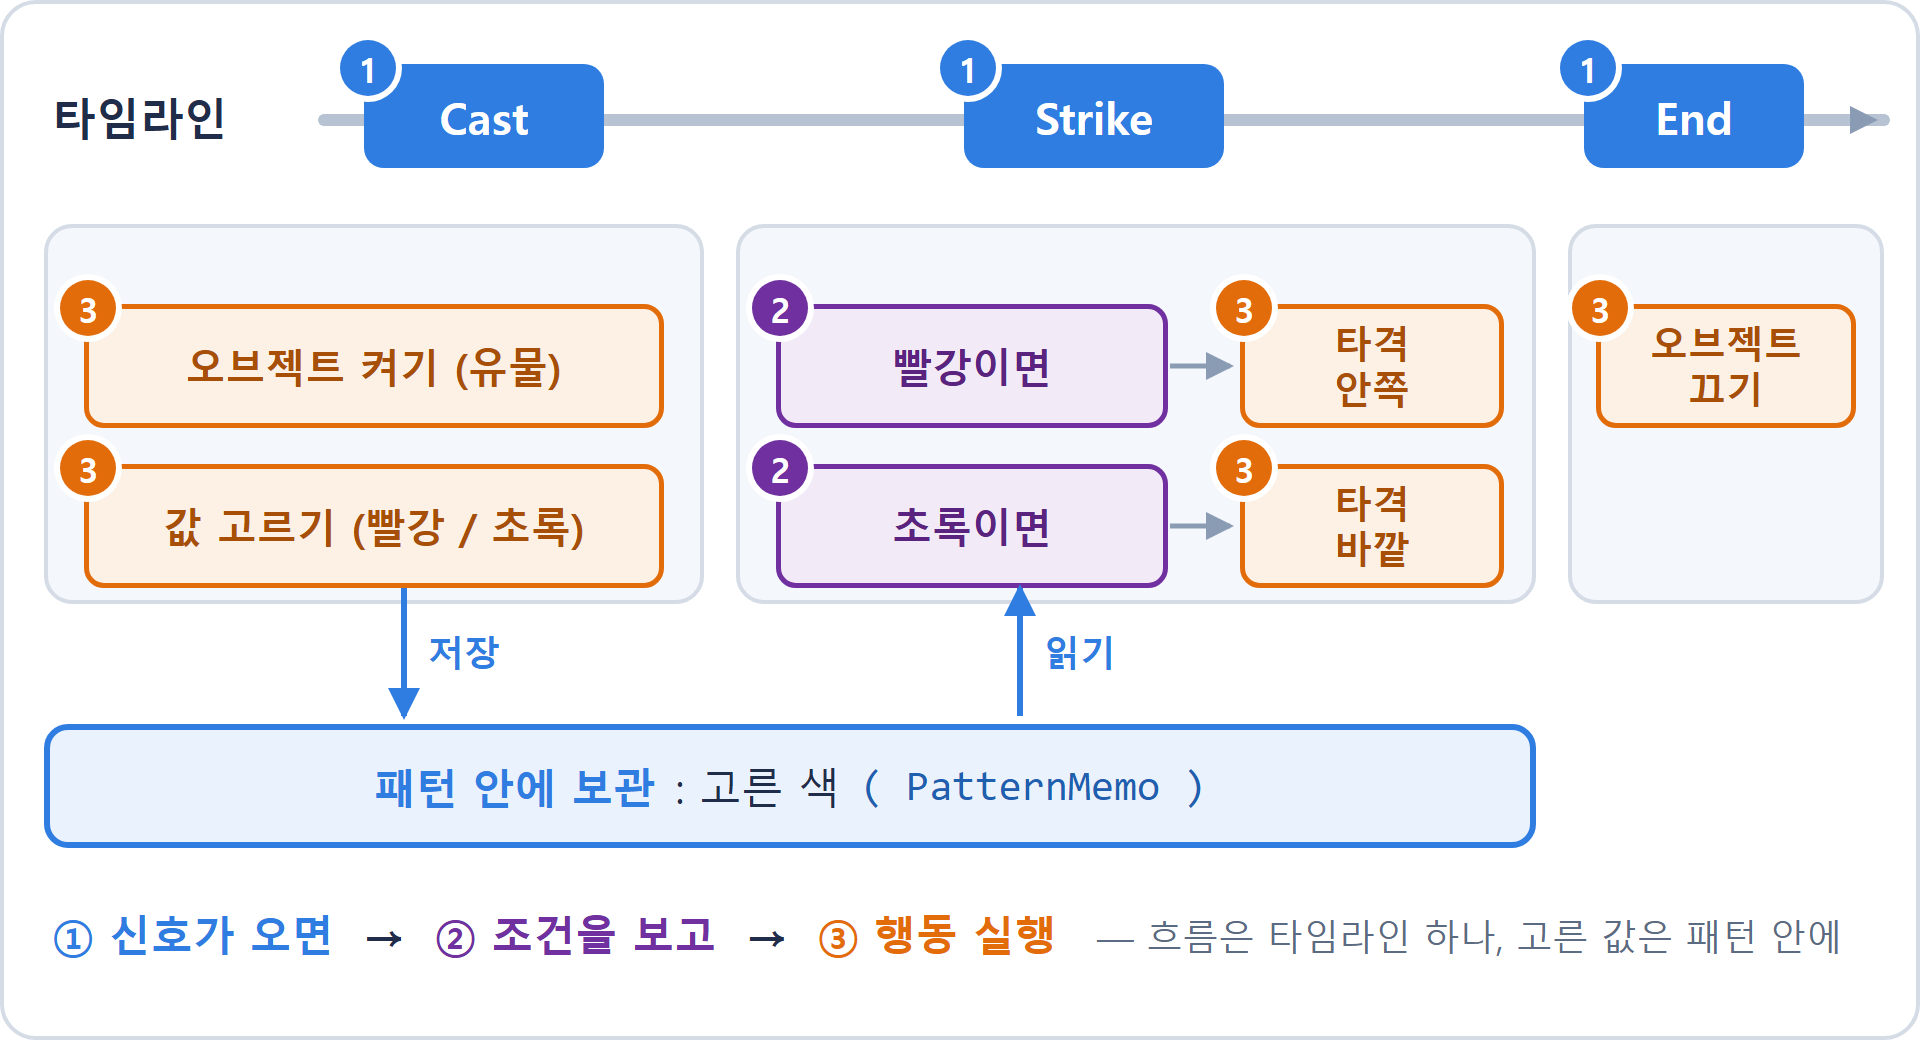 타임라인
1
Cast
1
Strike
1
End
3
오브젝트 켜기 (유물)
3
값 고르기 (빨강 / 초록)
2
빨강이면
3
타격
안쪽
2
초록이면
3
타격
바깥
3
오브젝트
끄기
저장
읽기
패턴 안에 보관 : 고른 색 ( PatternMemo )
① 신호가 오면 → ② 조건을 보고 → ③ 행동 실행 — 흐름은 타임라인 하나, 고른 값은 패턴 안에